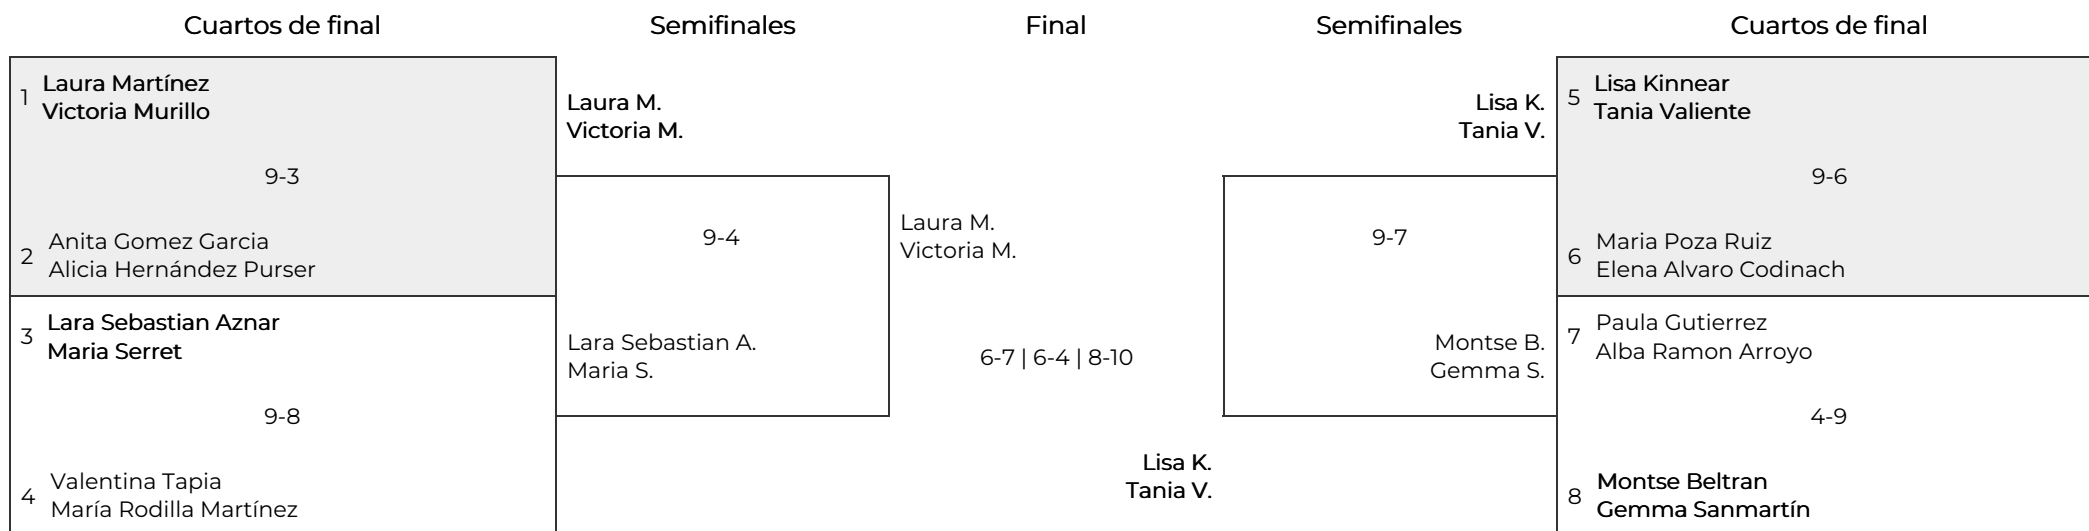 Cuartos de final
Semifinales
Final
Semifinales
Cuartos de final
1
Laura Martínez
Victoria Murillo
9-3
2
Anita Gomez Garcia
Alicia Hernández Purser
3
Lara Sebastian Aznar
Maria Serret
9-8
4
Valentina Tapia
María Rodilla Martínez
Laura M.
Victoria M.
9-4
Lara Sebastian A.
Maria S.
Laura M.
Victoria M.
6-7 | 6-4 | 8-10
Lisa K.
Tania V.
Lisa K.
Tania V.
9-7
Montse B.
Gemma S.
5
Lisa Kinnear
Tania Valiente
9-6
6
Maria Poza Ruiz
Elena Alvaro Codinach
7
Paula Gutierrez
Alba Ramon Arroyo
4-9
8
Montse Beltran
Gemma Sanmartín